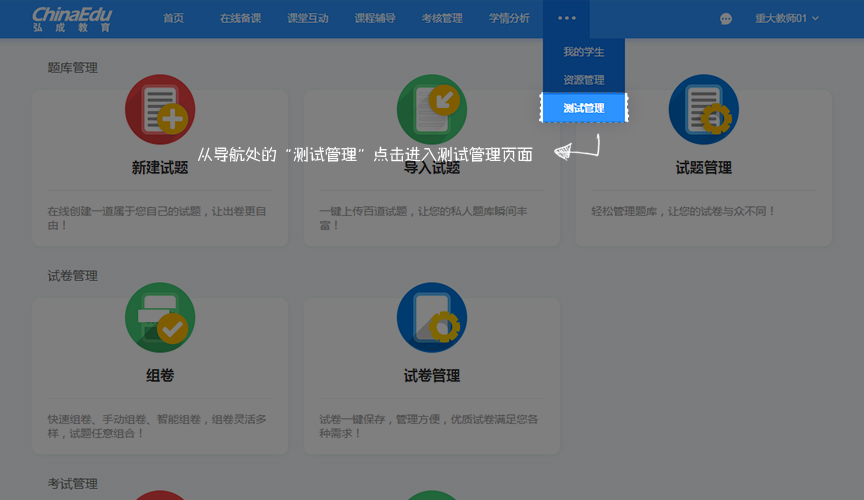 ChinaEdu
弘成教育
首页 在线备课 课堂互动 课程辅导 考核管理 学情分析 ••• 重大教师01
我的学生
资源管理
测试管理
题库管理
从导航处的“测试管理”点击进入测试管理页面
新建试题 导入试题 试题管理
在线创建一道属于您自己的试题，让出卷更自
由！
一键上传百道试题，让您的私人题库瞬间丰
富！
轻松管理题库，让您的试卷与众不同！
试卷管理
组卷 试卷管理
快速组卷、手动组卷、智能组卷，组卷灵活多
样，试题任意组合！
试卷一键保存，管理方便，优质试卷满足您各
种需求！
考试管理